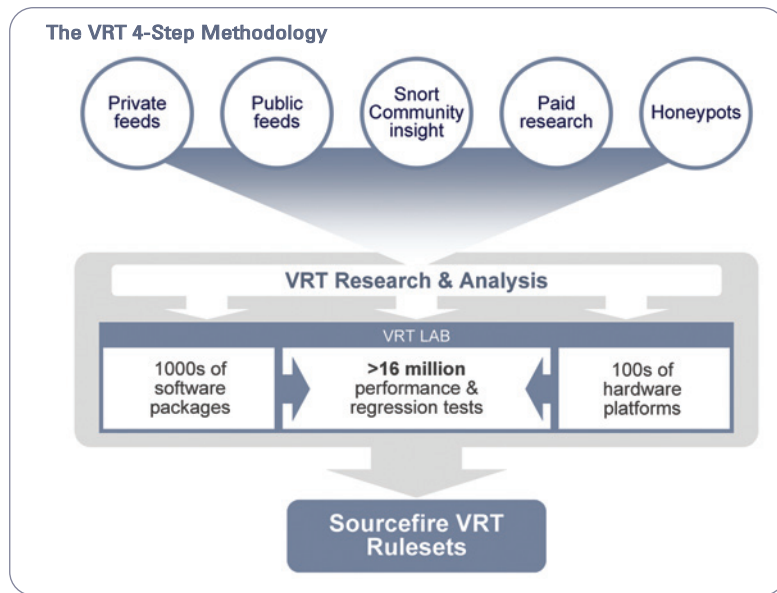 The VRT 4-Step Methodology
Private
feeds
Public
feeds
Snort
Community
insight
Paid
research
Honeypots
VRT Research & Analysis
VRT LAB
1000s of
software
packages
>16 million
performance &
regression tests
100s of
hardware
platforms
Sourcefire VRT
Rulesets